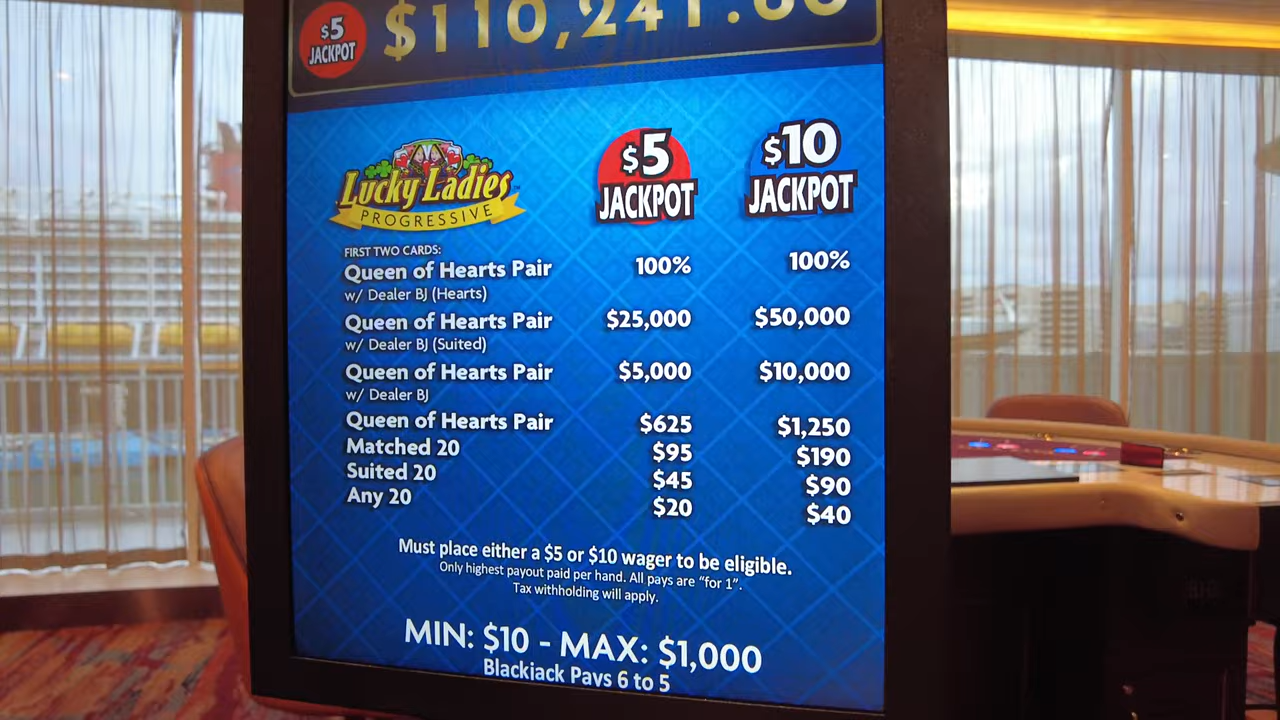 $5
JACKPOT
$110,241.60
Lucky Ladies
PROGRESSIVE
$5
JACKPOT
$10
JACKPOT
FIRST TWO CARDS:
Queen of Hearts Pair 100% 100%
w/ Dealer BJ (Hearts)
Queen of Hearts Pair $25,000 $50,000
w/ Dealer BJ (Suited)
Queen of Hearts Pair $5,000 $10,000
w/ Dealer BJ
Queen of Hearts Pair $625 $1,250
Matched 20 $95 $190
Suited 20 $45 $90
Any 20 $20 $40
Must place either a $5 or $10 wager to be eligible.
Only highest payout paid per hand. All pays are "for 1".
Tax withholding will apply.
MIN: $10 - MAX: $1,000
Blackjack Pays 6 to 5